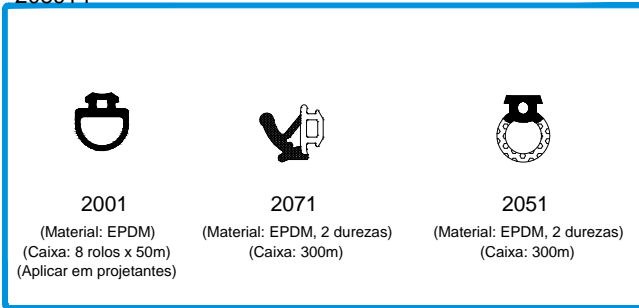 2001
(Material: EPDM)
(Caixa: 8 rolos x 50m)
(Aplicar em projetantes)
2071
(Material: EPDM, 2 durezas)
(Caixa: 300m)
2051
(Material: EPDM, 2 durezas)
(Caixa: 300m)